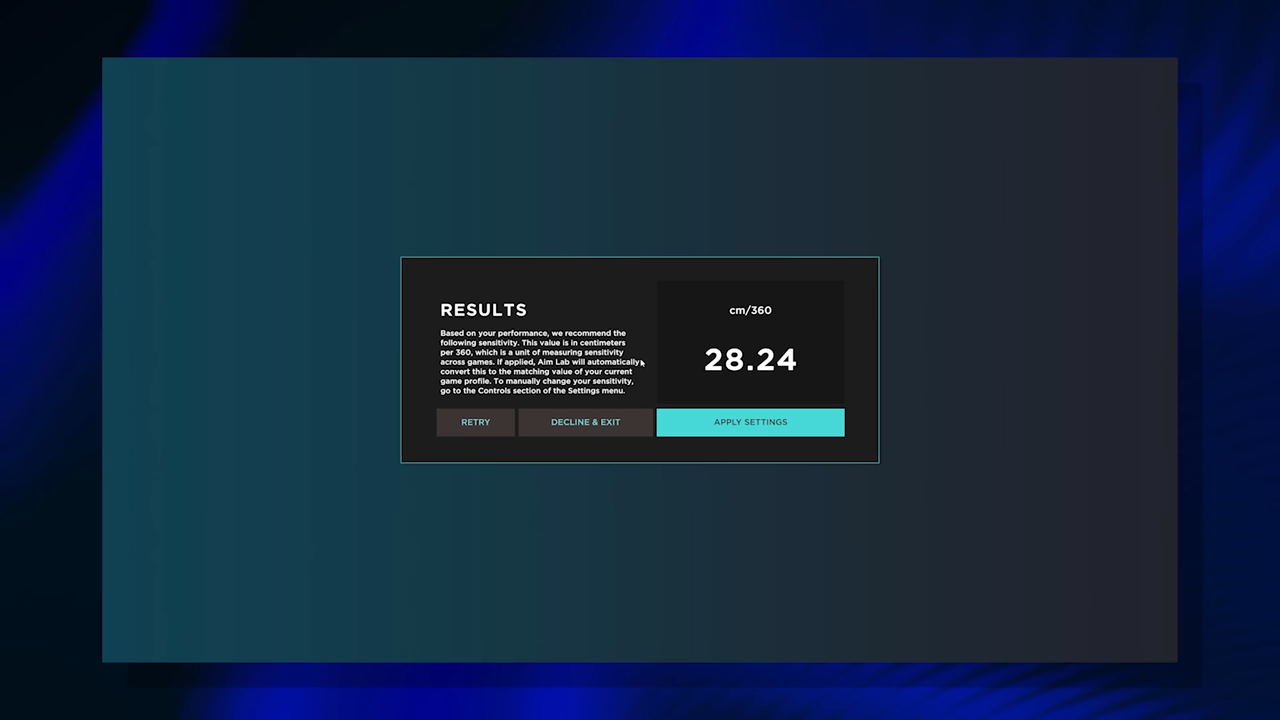 RESULTS
Based on your performance, we recommend the
following sensitivity. This value is in centimeters
per 360, which is a unit of measuring sensitivity
across games. If applied, Aim Lab will automatically
convert this to the matching value of your current
game profile. To manually change your sensitivity,
go to the Controls section of the Settings menu.
cm/360
28.24
RETRY
DECLINE & EXIT
APPLY SETTINGS